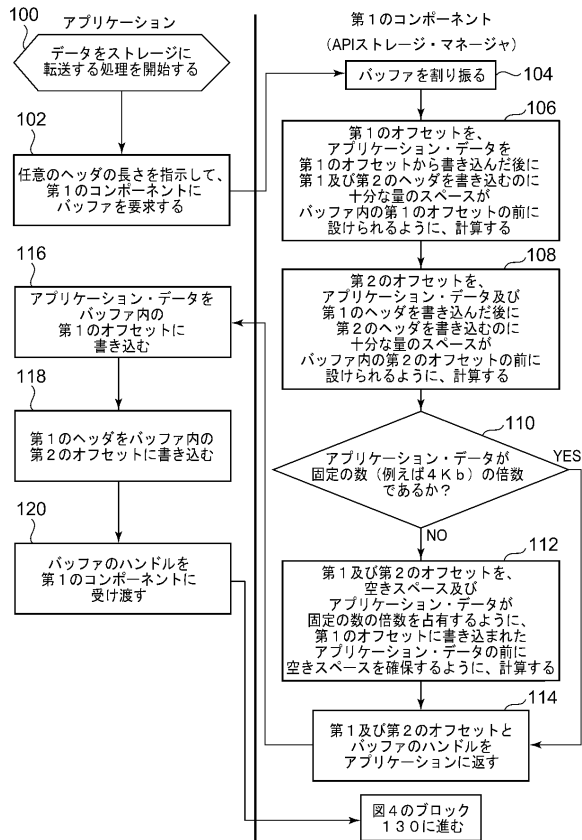 アプリケーション
100
データをストレージに
転送する処理を開始する
102
任意のヘッダの長さを指示して、
第１のコンポーネントに
バッファを要求する
116
アプリケーション・データを
バッファ内の
第１のオフセットに
書き込む
118
第１のヘッダをバッファ内の
第２のオフセットに書き込む
120
バッファのハンドルを
第１のコンポーネントに
受け渡す
第１のコンポーネント
（APIストレージ・マネージャ）
バッファを割り振る
104
106
第１のオフセットを、
アプリケーション・データを
第１のオフセットから書き込んだ後に
第１及び第２のヘッダを書き込むのに
十分な量のスペースが
バッファ内の第１のオフセットの前に
設けられるように、計算する
108
第２のオフセットを、
アプリケーション・データ及び
第１のヘッダを書き込んだ後に
第２のヘッダを書き込むのに
十分な量のスペースが
バッファ内の第２のオフセットの前に
設けられるように、計算する
110
アプリケーション・データが
固定の数（例えば４Ｋｂ）の倍数
であるか？
YES
NO
112
第１及び第２のオフセットを、
空きスペース及び
アプリケーション・データが
固定の数の倍数を占有するように、
第１のオフセットに書き込まれた
アプリケーション・データの前に
空きスペースを確保するように、計算する
114
第１及び第２のオフセットと
バッファのハンドルを
アプリケーションに返す
図４のブロック
１３０に進む